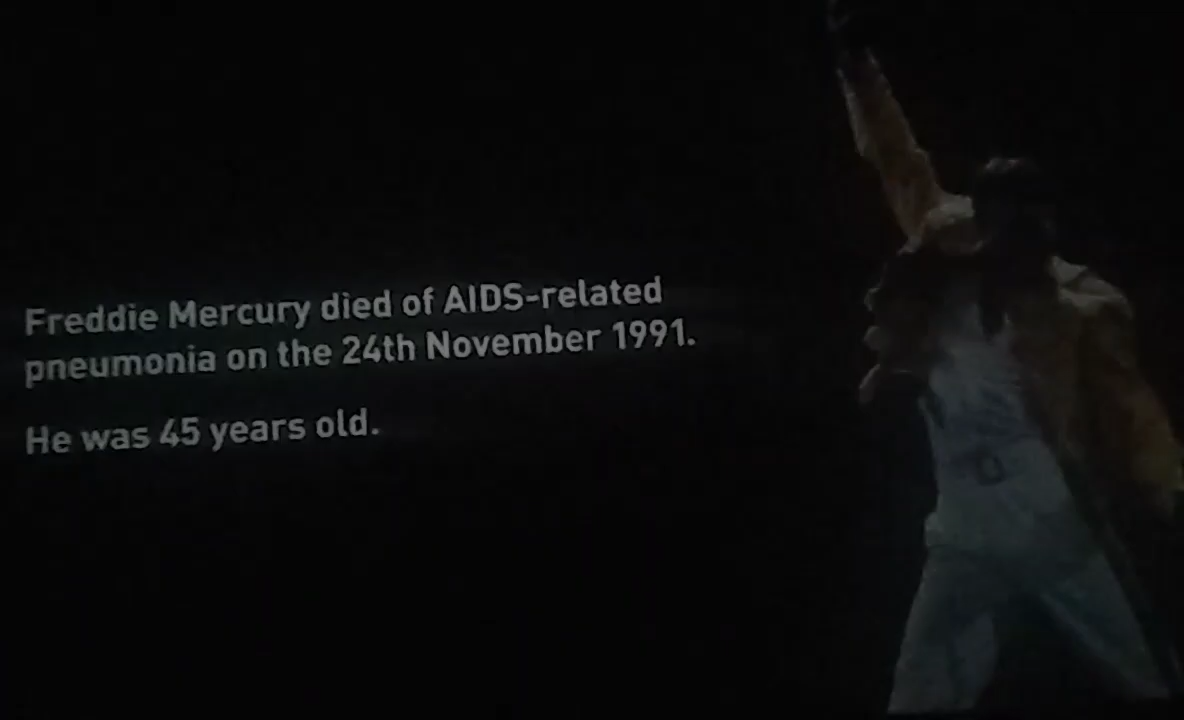 Freddie Mercury died of AIDS-related
pneumonia on the 24th November 1991.
He was 45 years old.